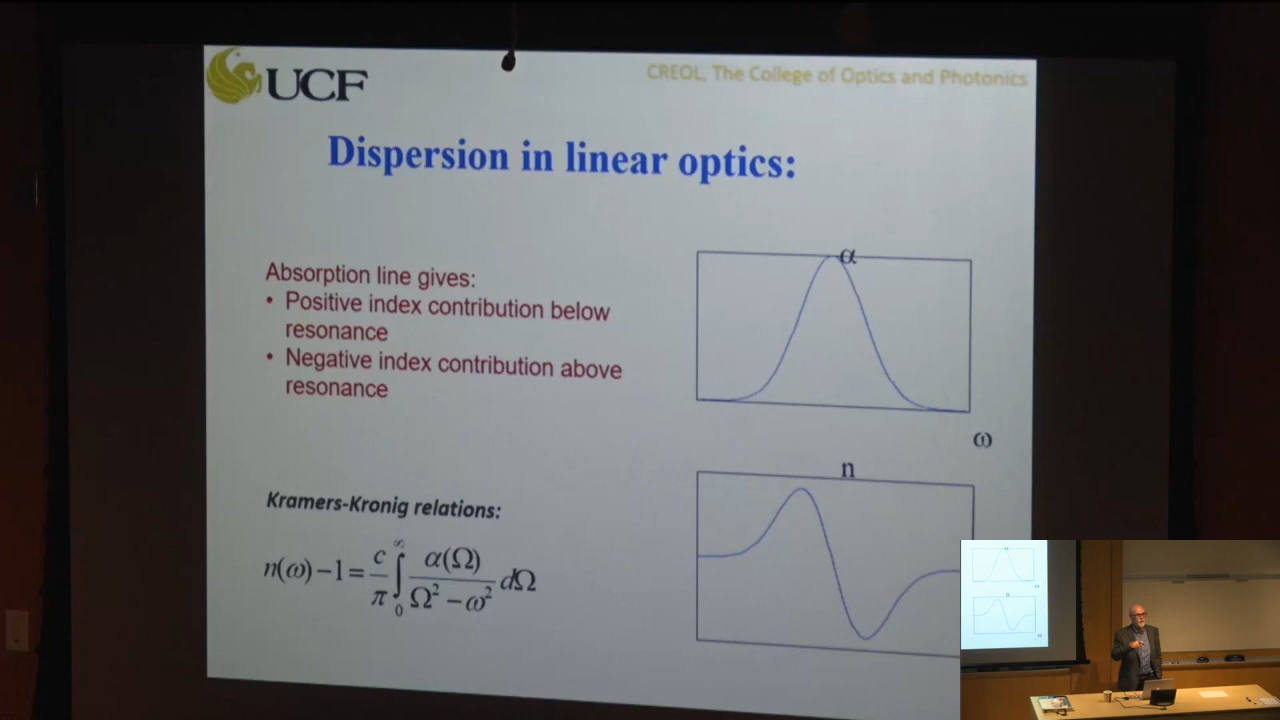 UCF
CREOL, The College of Optics and Photonics
Dispersion in linear optics:
Absorption line gives:
• Positive index contribution below
resonance
• Negative index contribution above
resonance
α
ω
n
Kramers-Kronig relations:
n(ω)−1 = c/π ∫₀^∞ α(Ω)/(Ω²−ω²) dΩ